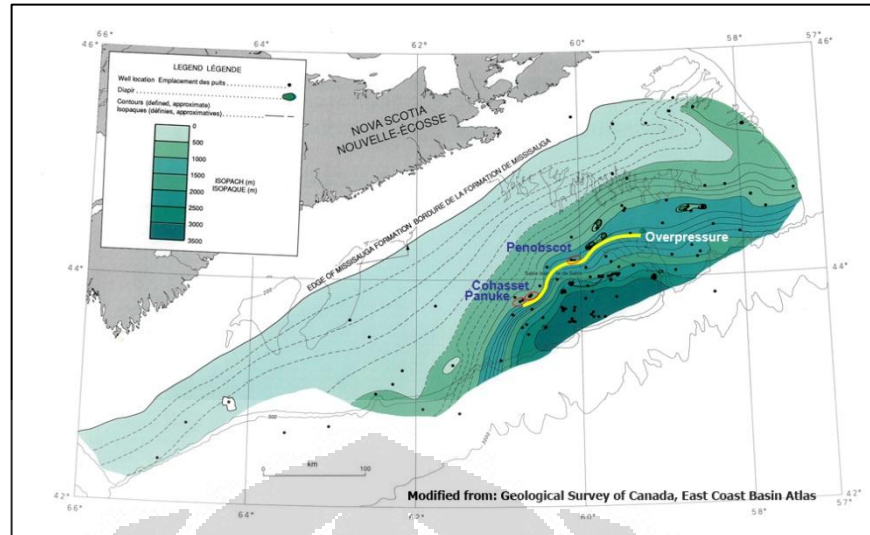 46°
64°
62°
60°
58°
46°
LEGEND LÉGENDE
Well location Emplacement des puits
Diapir
Contours (defined, approximate)
Isopaques (définies, approximatives)
0
500
1000
2000
2500
3000
3500
ISOPACH (m)
ISOPAQUE (m)
NOVA SCOTIA
NOUVELLE-ÉCOSSE
EDGE OF MISSISAUGA FORMATION BORDURE DE LA FORMATION DE MISSISAUGA
Penobscot
Overpressure
44°
44°
Cohasset
Panuke
200
200
km
0
100
Modified from: Geological Survey of Canada, East Coast Basin Atlas
42°
66°
64°
62°
60°
58°
42°